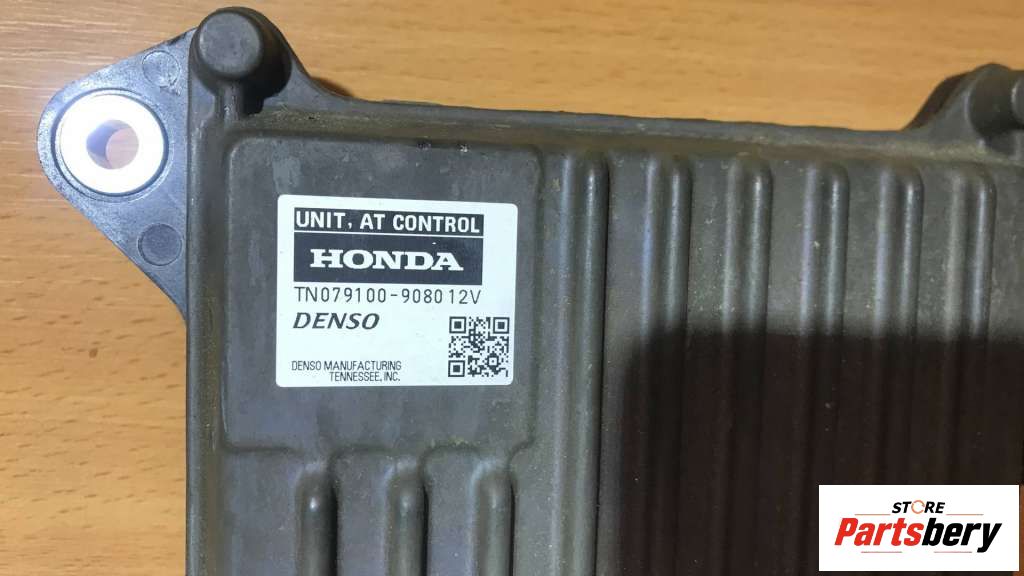 UNIT, AT CONTROL
HONDA
TN079100-9080 12V
DENSO
DENSO MANUFACTURING
TENNESSEE, INC.
STORE
Partsbery